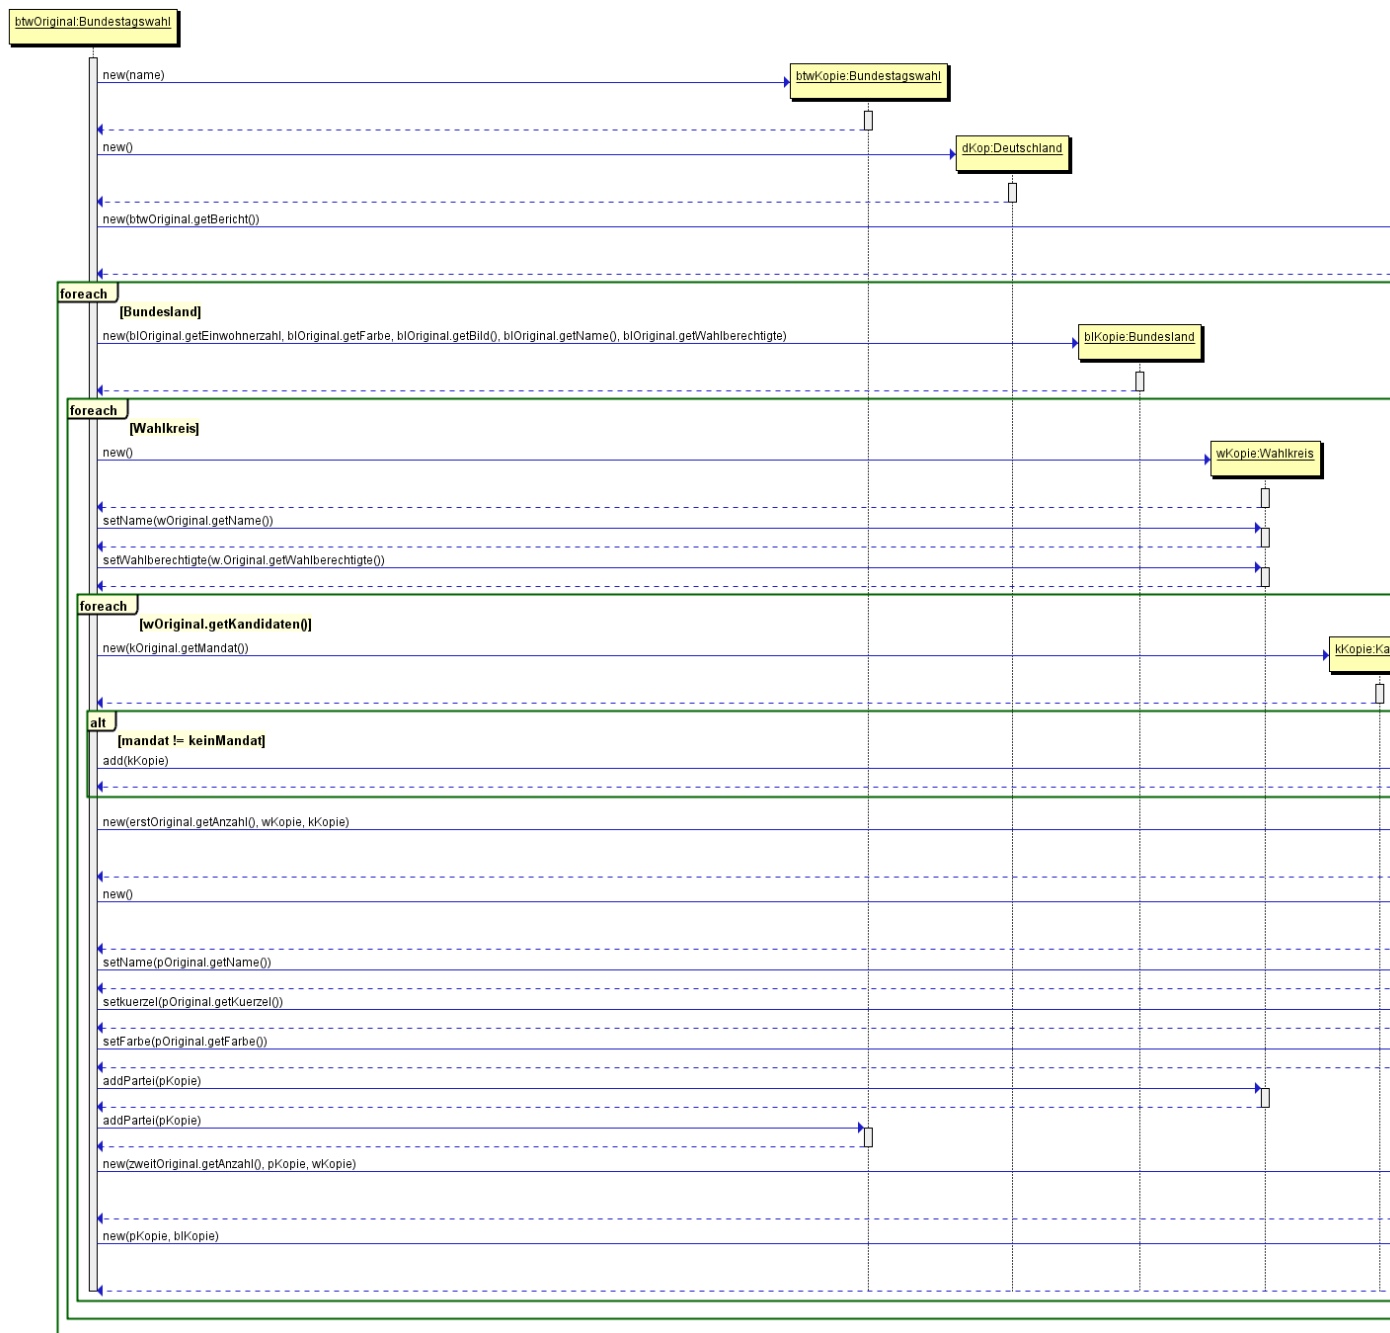 btwOriginal:Bundestagswahl
new(name)
btwKopie:Bundestagswahl
new()
dKop:Deutschland
new(btwOriginal.getBericht())
foreach
[Bundesland]
new(blOriginal.getEinwohnerzahl, blOriginal.getFarbe, blOriginal.getBild(), blOriginal.getName(), blOriginal.getWahlberechtigte)
blKopie:Bundesland
foreach
[Wahlkreis]
new()
wKopie:Wahlkreis
setName(wOriginal.getName())
setWahlberechtigte(w.Original.getWahlberechtigte())
foreach
[wOriginal.getKandidaten()]
new(kOriginal.getMandat())
kKopie:Ka
alt
[mandat != keinMandat]
add(kKopie)
new(erstOriginal.getAnzahl(), wKopie, kKopie)
new()
setName(pOriginal.getName())
setkuerzel(pOriginal.getKuerzel())
setFarbe(pOriginal.getFarbe())
addPartei(pKopie)
addPartei(pKopie)
new(zweitOriginal.getAnzahl(), pKopie, wKopie)
new(pKopie, blKopie)